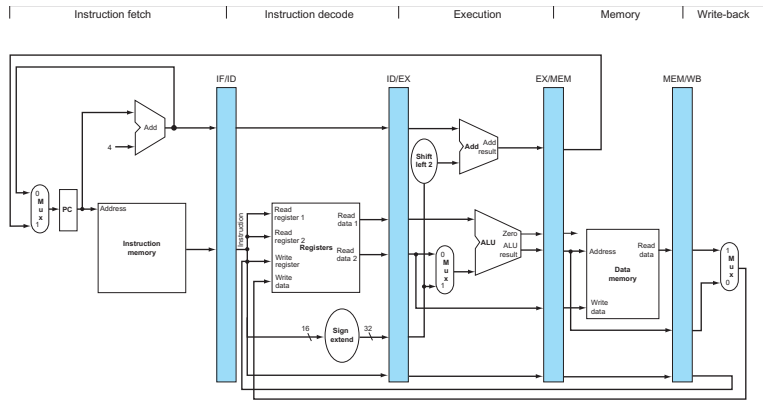 Instruction fetch
Instruction decode
Execution
Memory
Write-back
IF/ID
ID/EX
EX/MEM
MEM/WB
Add
4
Shift
left 2
Add
Add
result
0
M
u
x
1
PC
Address
Instruction
memory
Instruction
Read
register 1
Read
register 2
Write
register
Write
data
Registers
Read
data 1
Read
data 2
16
Sign
extend
32
0
M
u
x
1
ALU
Zero
ALU
result
Address
Data
memory
Read
data
Write
data
1
M
u
x
0